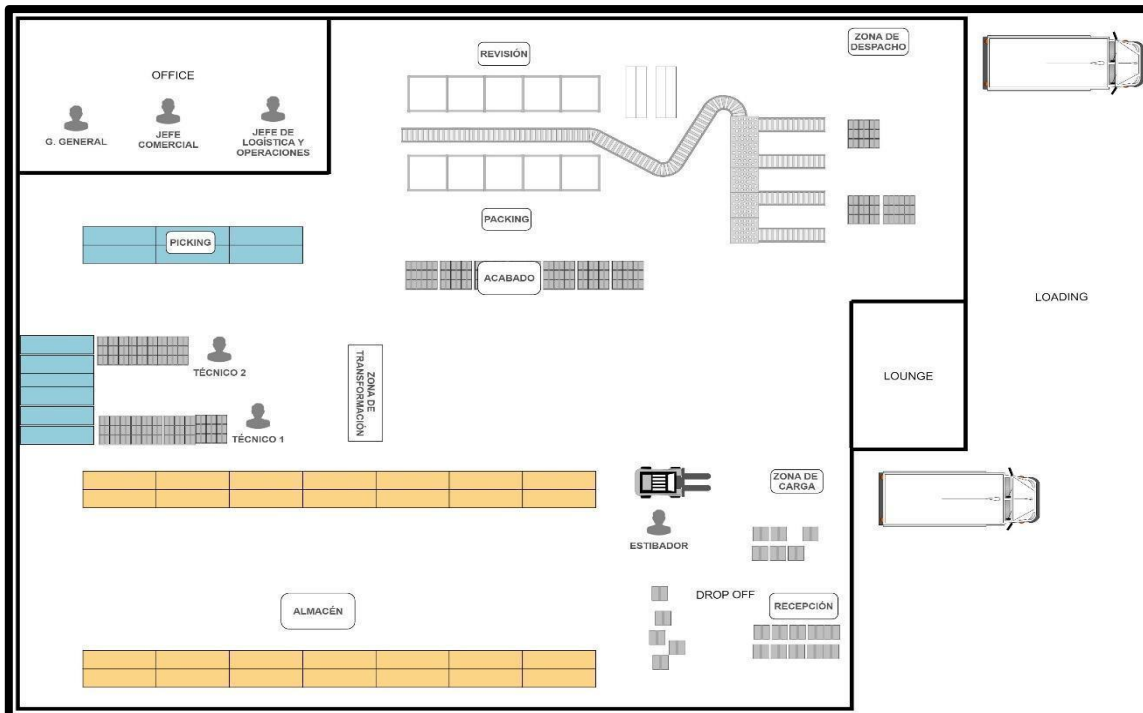 OFFICE
G. GENERAL
JEFE
COMERCIAL
JEFE DE
LOGÍSTICA Y
OPERACIONES
REVISIÓN
ZONA DE
DESPACHO
PICKING
PACKING
ACABADO
LOADING
TÉCNICO 2
TÉCNICO 1
ZONA DE
TRANSFORMACIÓN
LOUNGE
ZONA DE
CARGA
ESTIBADOR
ALMACÉN
DROP OFF
RECEPCIÓN